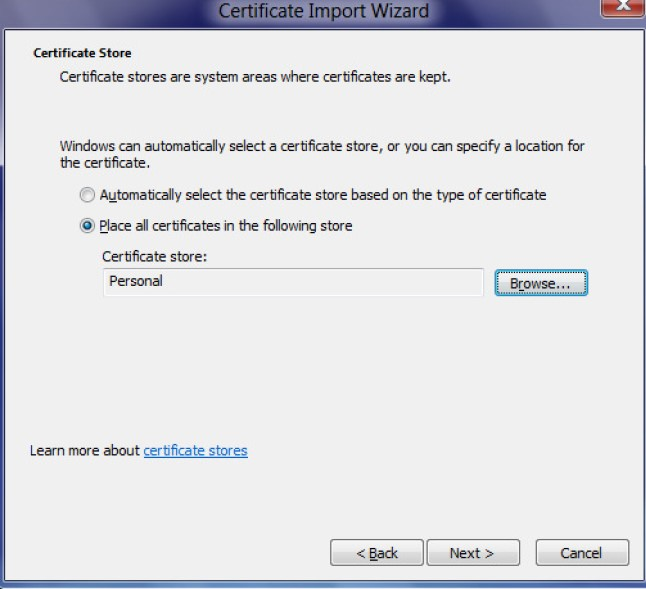 Certificate Import Wizard
X
Certificate Store
Certificate stores are system areas where certificates are kept.
Windows can automatically select a certificate store, or you can specify a location for
the certificate.
Automatically select the certificate store based on the type of certificate
Place all certificates in the following store
Certificate store:
Personal
Browse...
Learn more about certificate stores
< Back
Next >
Cancel